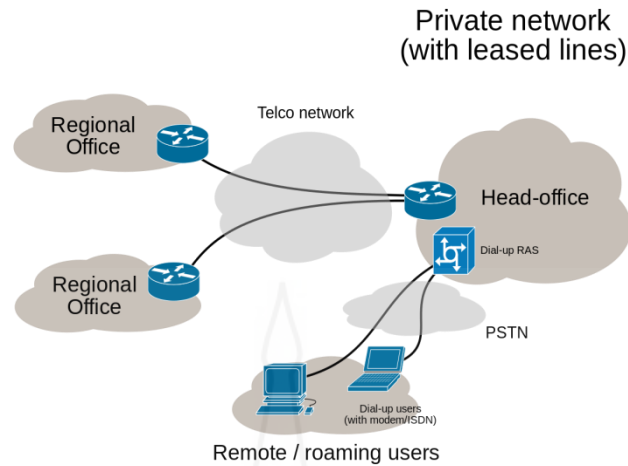 Private network
(with leased lines)
Telco network
Regional
Office
Head-office
Dial-up RAS
Regional
Office
PSTN
Dial-up users
(with modem/ISDN)
Remote / roaming users